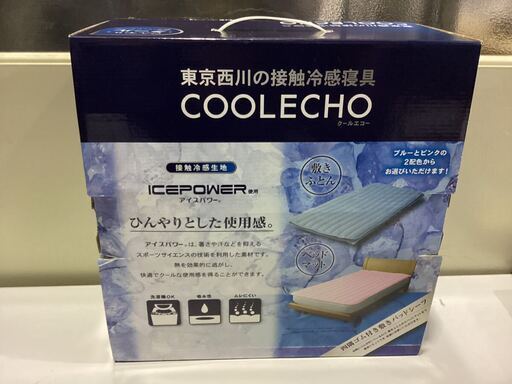 東京西川の接触冷感寝具
COOLECHO
クールエコー
ブルーとピンクの
2配色から
お選びいただけます!
接触冷感生地
ICEPOWER使用
アイスパワー®
敷き
ふとん
ひんやりとした使用感。
アイスパワー®は、暑さや汗などを抑える
スポーツサイエンスの技術を利用した素材です。
熱を効果的に逃がし、
快適でクールな使用感を得ることができます。
ベッド
マット
洗濯機OK
吸水性
ムレにくい
四隅ゴム付き敷きパッドシーツ